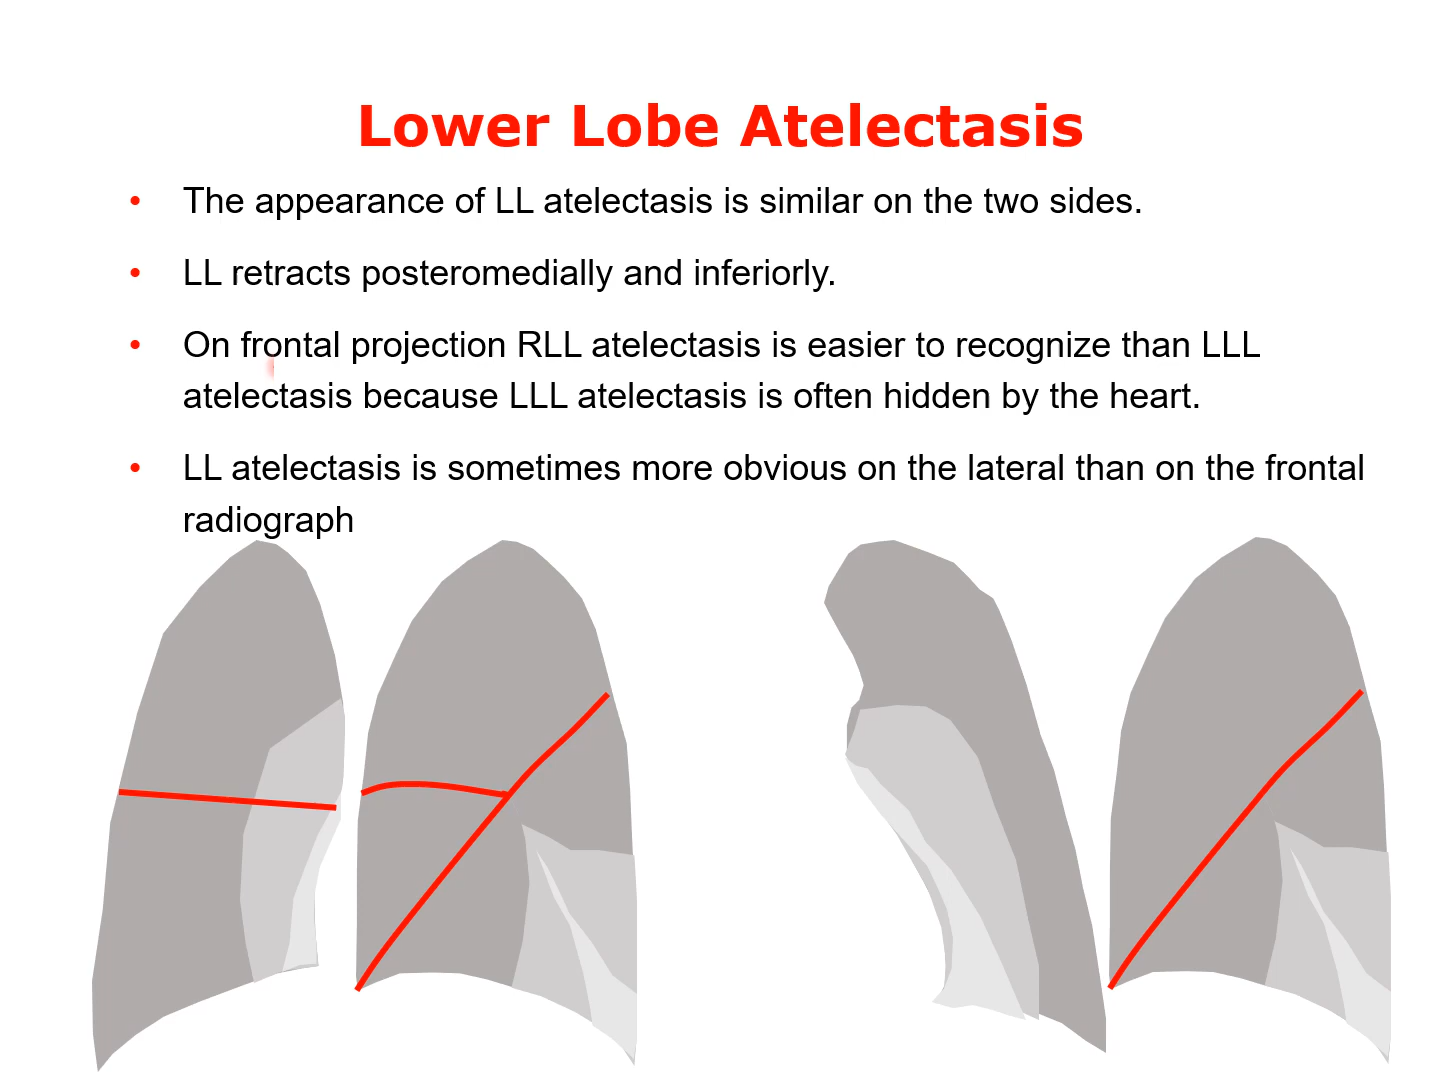 Lower Lobe Atelectasis
• The appearance of LL atelectasis is similar on the two sides.
• LL retracts posteromedially and inferiorly.
• On frontal projection RLL atelectasis is easier to recognize than LLL
atelectasis because LLL atelectasis is often hidden by the heart.
• LL atelectasis is sometimes more obvious on the lateral than on the frontal
radiograph